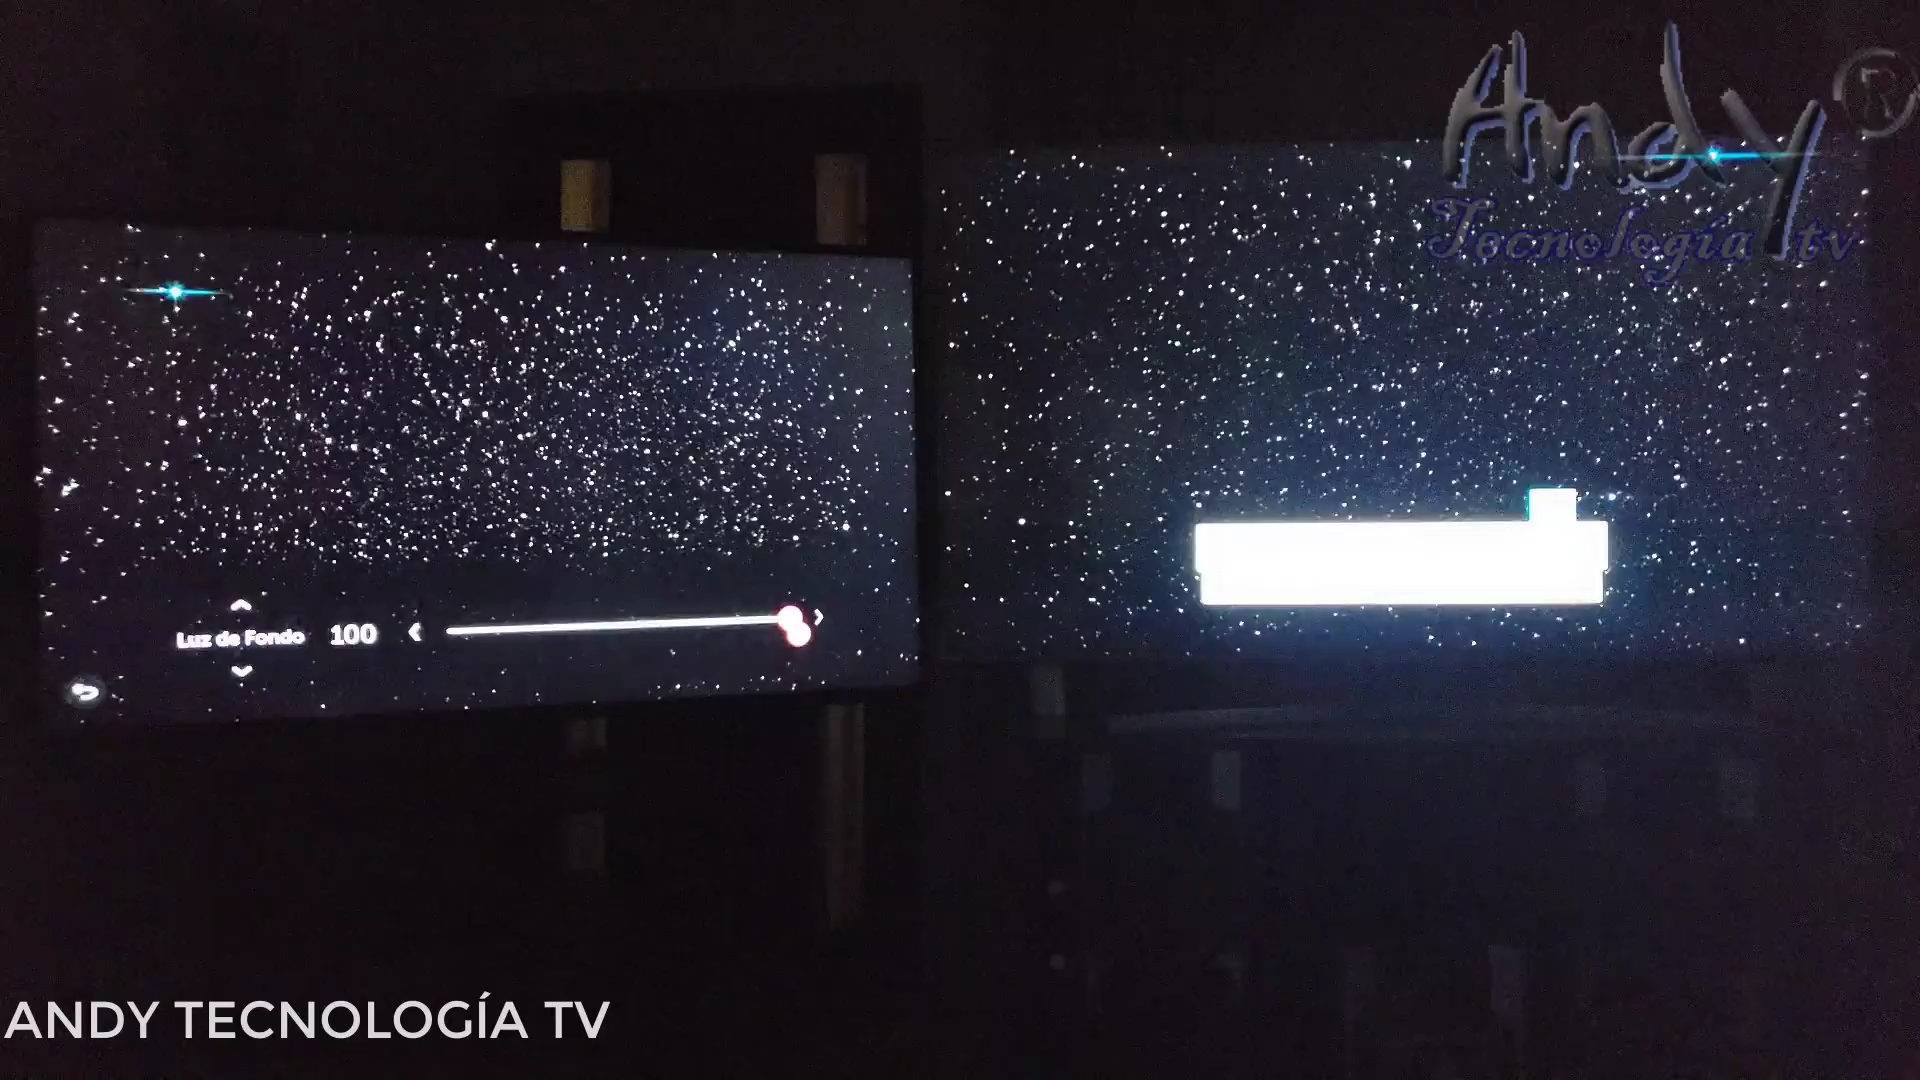 Andy
Tecnología tv
R
Luz de Fondo 100
ANDY TECNOLOGÍA TV